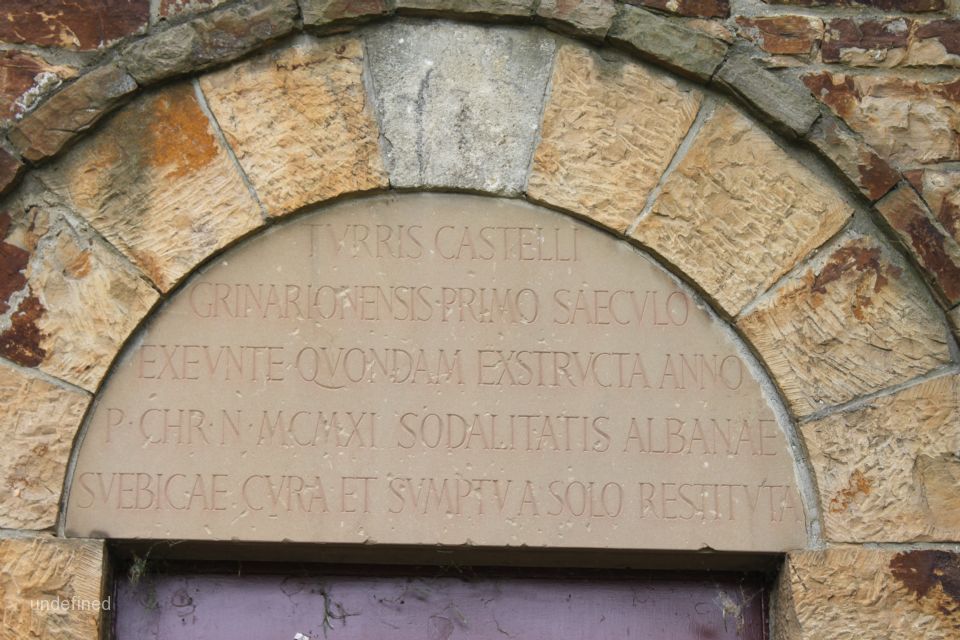 TVRRIS CASTELLI
GRINARIONENSIS·PRIMO SAECVLO
EXEVNTE·QVONDAM EXSTRVCTA ANNO
P·CHR·N·MCMXI SODALITATIS ALBANAE
SVEBICAE CVRA ET SVMPTV A SOLO RESTITVTA
undefined